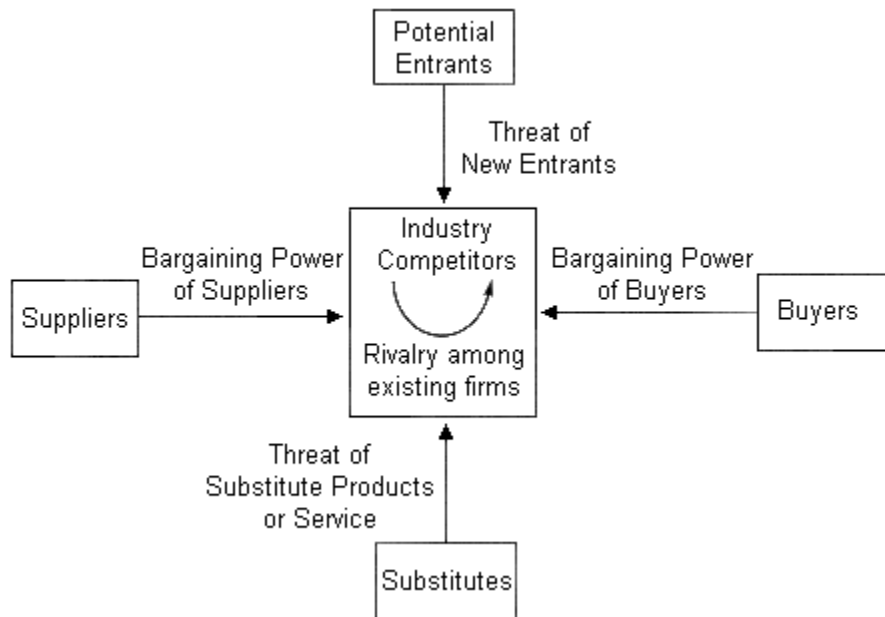 Potential
Entrants
Threat of
New Entrants
Industry
Competitors
Bargaining Power
of Suppliers
Bargaining Power
of Buyers
Suppliers
Buyers
Rivalry among
existing firms
Threat of
Substitute Products
or Service
Substitutes